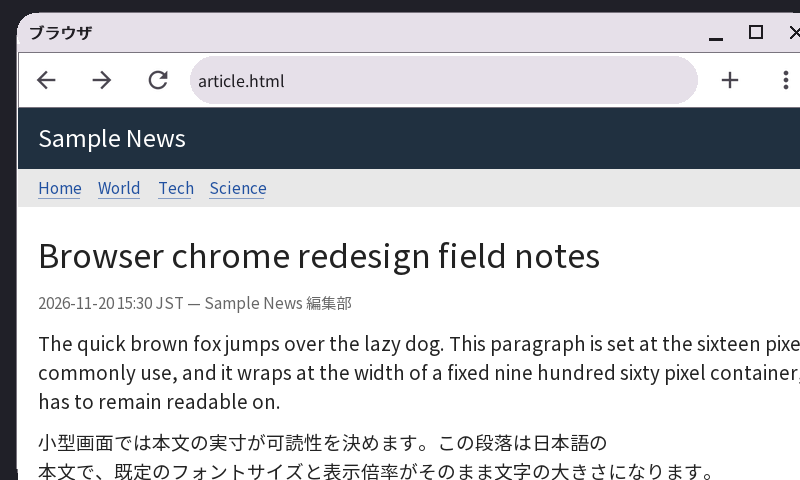 ブラウザ
article.html
Sample News
Home World Tech Science
Browser chrome redesign field notes
2026-11-20 15:30 JST — Sample News 編集部
The quick brown fox jumps over the lazy dog. This paragraph is set at the sixteen pixe
commonly use, and it wraps at the width of a fixed nine hundred sixty pixel container,
has to remain readable on.
小型画面では本文の実寸が可読性を決めます。この段落は日本語の
本文で、既定のフォントサイズと表示倍率がそのまま文字の大きさになります。